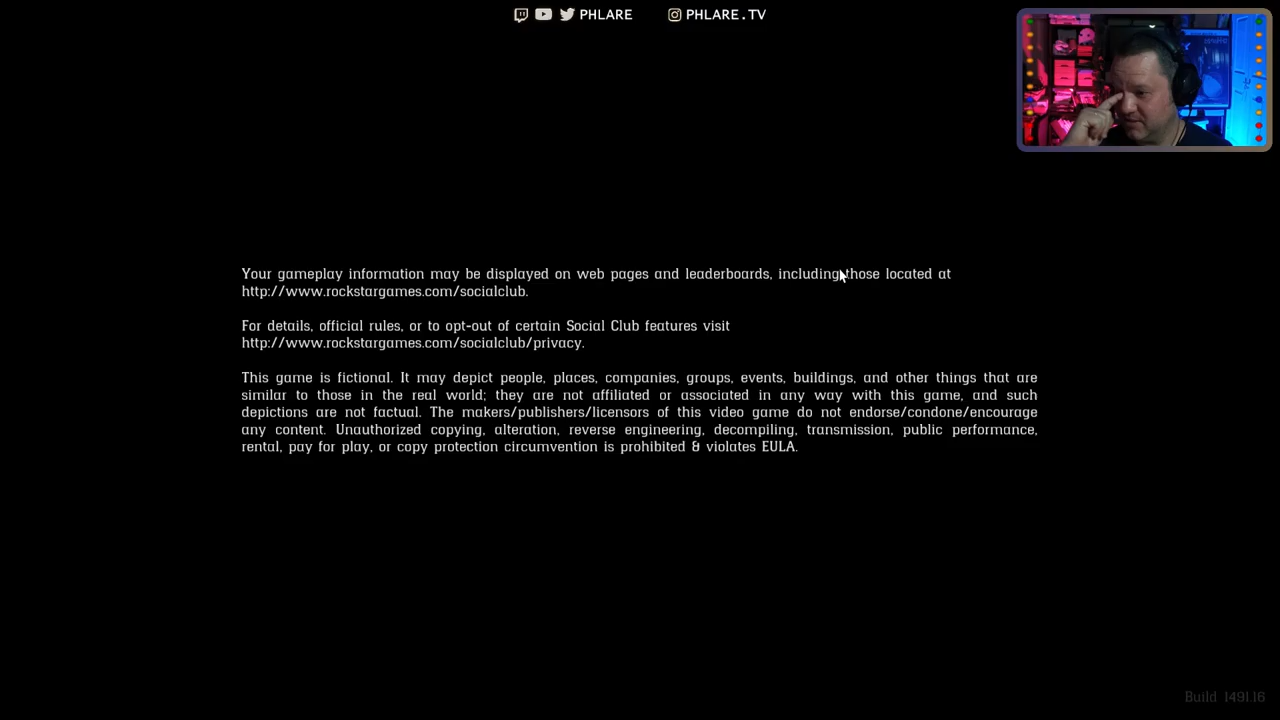 PHLARE PHLARE.TV
Your gameplay information may be displayed on web pages and leaderboards, including those located at
http://www.rockstargames.com/socialclub.
For details, official rules, or to opt-out of certain Social Club features visit
http://www.rockstargames.com/socialclub/privacy.
This game is fictional. It may depict people, places, companies, groups, events, buildings, and other things that are
similar to those in the real world; they are not affiliated or associated in any way with this game, and such
depictions are not factual. The makers/publishers/licensors of this video game do not endorse/condone/encourage
any content. Unauthorized copying, alteration, reverse engineering, decompiling, transmission, public performance,
rental, pay for play, or copy protection circumvention is prohibited & violates EULA.
Build 1491.16